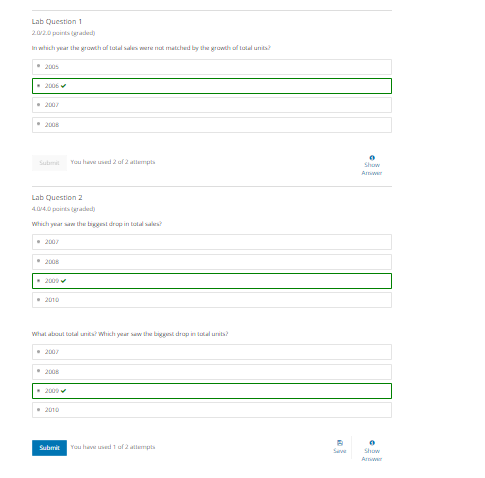 Lab Question 1
2.0/2.0 points (graded)
In which year the growth of total sales were not matched by the growth of total units?
2005
2006
2007
2008
Submit You have used 2 of 2 attempts
Show
Answer
Lab Question 2
4.0/4.0 points (graded)
Which year saw the biggest drop in total sales?
2007
2008
2009
2010
What about total units? Which year saw the biggest drop in total units?
2007
2008
2009
2010
Submit You have used 1 of 2 attempts
Save
Show
Answer